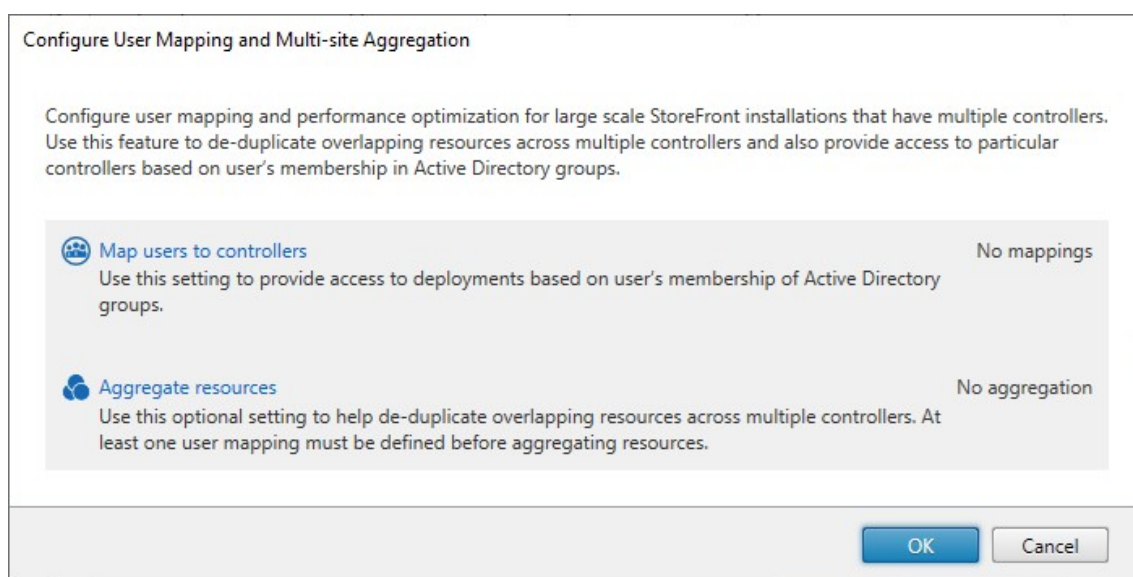 Configure User Mapping and Multi-site Aggregation
Configure user mapping and performance optimization for large scale StoreFront installations that have multiple controllers.
Use this feature to de-duplicate overlapping resources across multiple controllers and also provide access to particular
controllers based on user's membership in Active Directory groups.
Map users to controllers No mappings
Use this setting to provide access to deployments based on user's membership of Active Directory
groups.
Aggregate resources No aggregation
Use this optional setting to help de-duplicate overlapping resources across multiple controllers. At
least one user mapping must be defined before aggregating resources.
OK Cancel